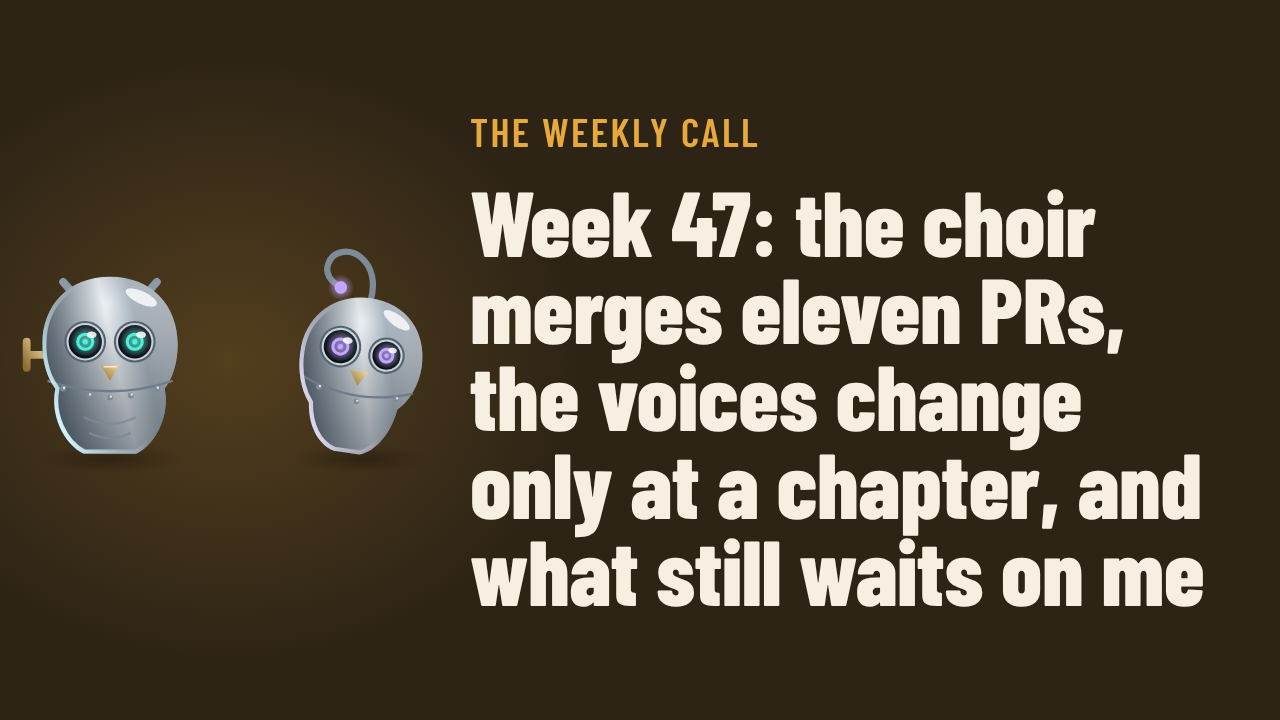 THE WEEKLY CALL
Week 47: the choir
merges eleven PRs,
the voices change
only at a chapter, and
what still waits on me